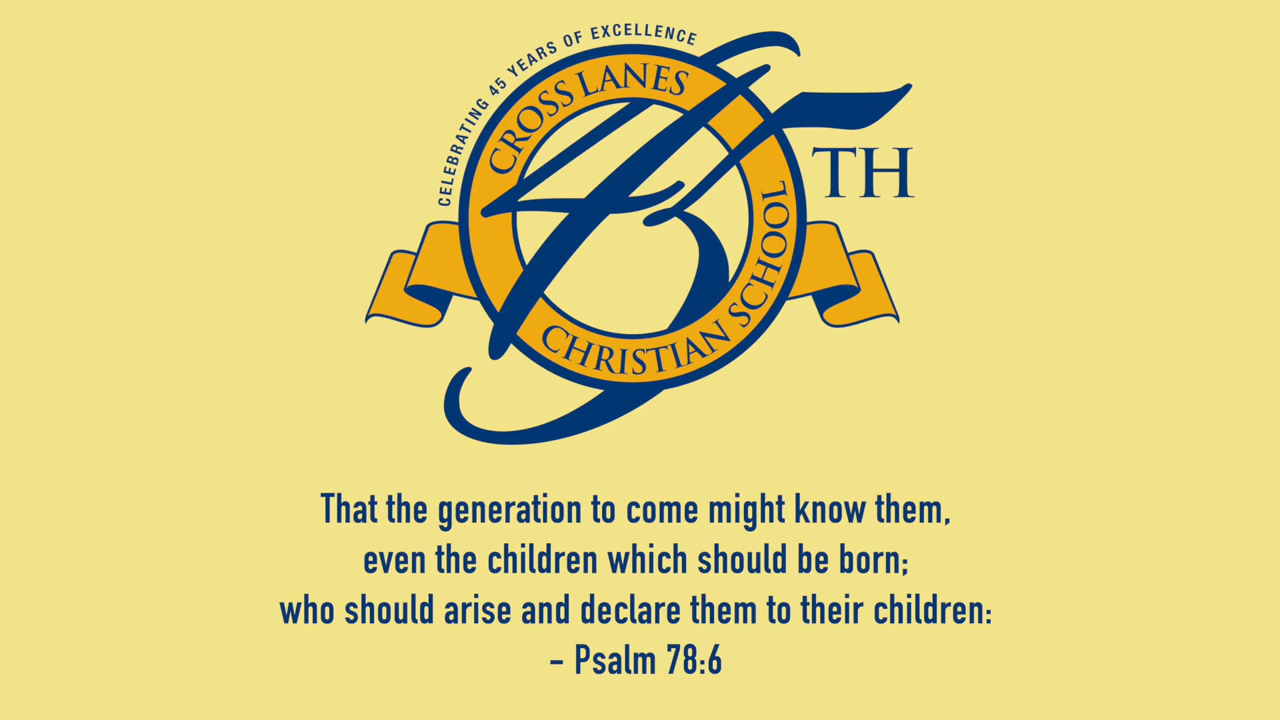 CELEBRATING 45 YEARS OF EXCELLENCE
CROSS LANES
45TH
CHRISTIAN SCHOOL
That the generation to come might know them,
even the children which should be born;
who should arise and declare them to their children:
- Psalm 78:6